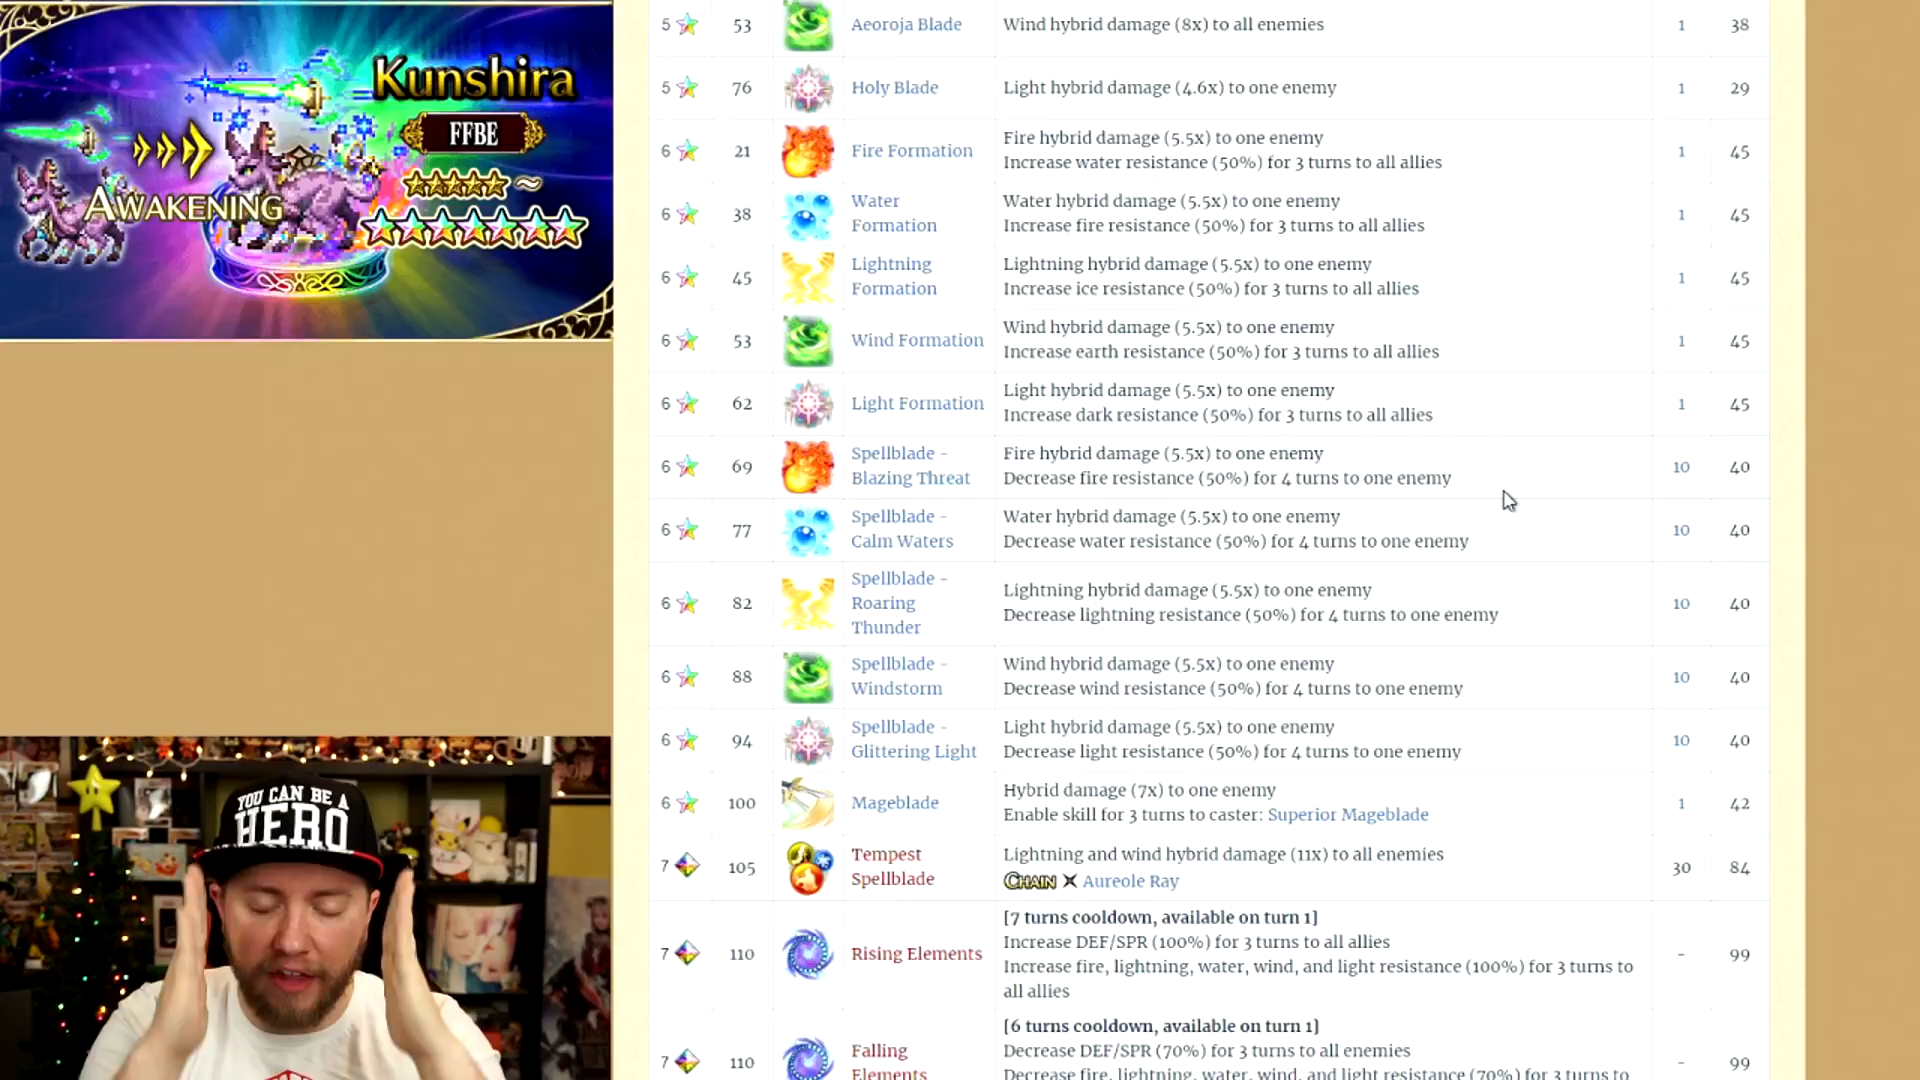 Kunshira
FFBE
AWAKENING
YOU CAN BE A
HERO
5 53 Aeoroja Blade Wind hybrid damage (8x) to all enemies 1 38
5 76 Holy Blade Light hybrid damage (4.6x) to one enemy 1 29
6 21 Fire Formation Fire hybrid damage (5.5x) to one enemy 1 45
Increase water resistance (50%) for 3 turns to all allies
6 38 Water Formation Water hybrid damage (5.5x) to one enemy 1 45
Increase fire resistance (50%) for 3 turns to all allies
6 45 Lightning Formation Lightning hybrid damage (5.5x) to one enemy 1 45
Increase ice resistance (50%) for 3 turns to all allies
6 53 Wind Formation Wind hybrid damage (5.5x) to one enemy 1 45
Increase earth resistance (50%) for 3 turns to all allies
6 62 Light Formation Light hybrid damage (5.5x) to one enemy 1 45
Increase dark resistance (50%) for 3 turns to all allies
6 69 Spellblade - Blazing Threat Fire hybrid damage (5.5x) to one enemy 10 40
Decrease fire resistance (50%) for 4 turns to one enemy
6 77 Spellblade - Calm Waters Water hybrid damage (5.5x) to one enemy 10 40
Decrease water resistance (50%) for 4 turns to one enemy
6 82 Spellblade - Roaring Thunder Lightning hybrid damage (5.5x) to one enemy 10 40
Decrease lightning resistance (50%) for 4 turns to one enemy
6 88 Spellblade - Windstorm Wind hybrid damage (5.5x) to one enemy 10 40
Decrease wind resistance (50%) for 4 turns to one enemy
6 94 Spellblade - Glittering Light Light hybrid damage (5.5x) to one enemy 10 40
Decrease light resistance (50%) for 4 turns to one enemy
6 100 Mageblade Hybrid damage (7x) to one enemy 1 42
Enable skill for 3 turns to caster: Superior Mageblade
7 105 Tempest Spellblade Lightning and wind hybrid damage (11x) to all enemies 30 84
CHAIN Aureole Ray
7 110 Rising Elements [7 turns cooldown, available on turn 1] - 99
Increase DEF/SPR (100%) for 3 turns to all allies
Increase fire, lightning, water, wind, and light resistance (100%) for 3 turns to
all allies
7 110 Falling Elements [6 turns cooldown, available on turn 1] - 99
Decrease DEF/SPR (70%) for 3 turns to all enemies
Decrease fire, lightning, water, wind, and light resistance (70%) for 3 turns to